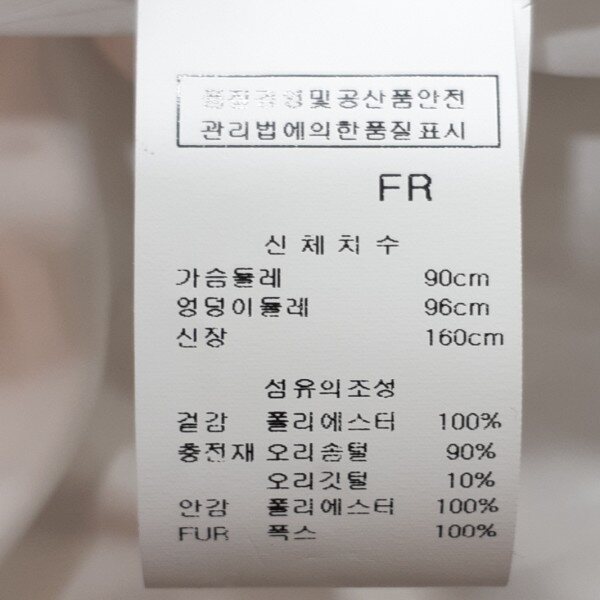 품질경영및공산품안전
관리법에의한품질표시
FR
신체치수
가슴둘레 90cm
엉덩이둘레 96cm
신장 160cm
섬유의조성
겉감 폴리에스터 100%
충전재 오리솜털 90%
오리깃털 10%
안감 폴리에스터 100%
FUR 폭스 100%